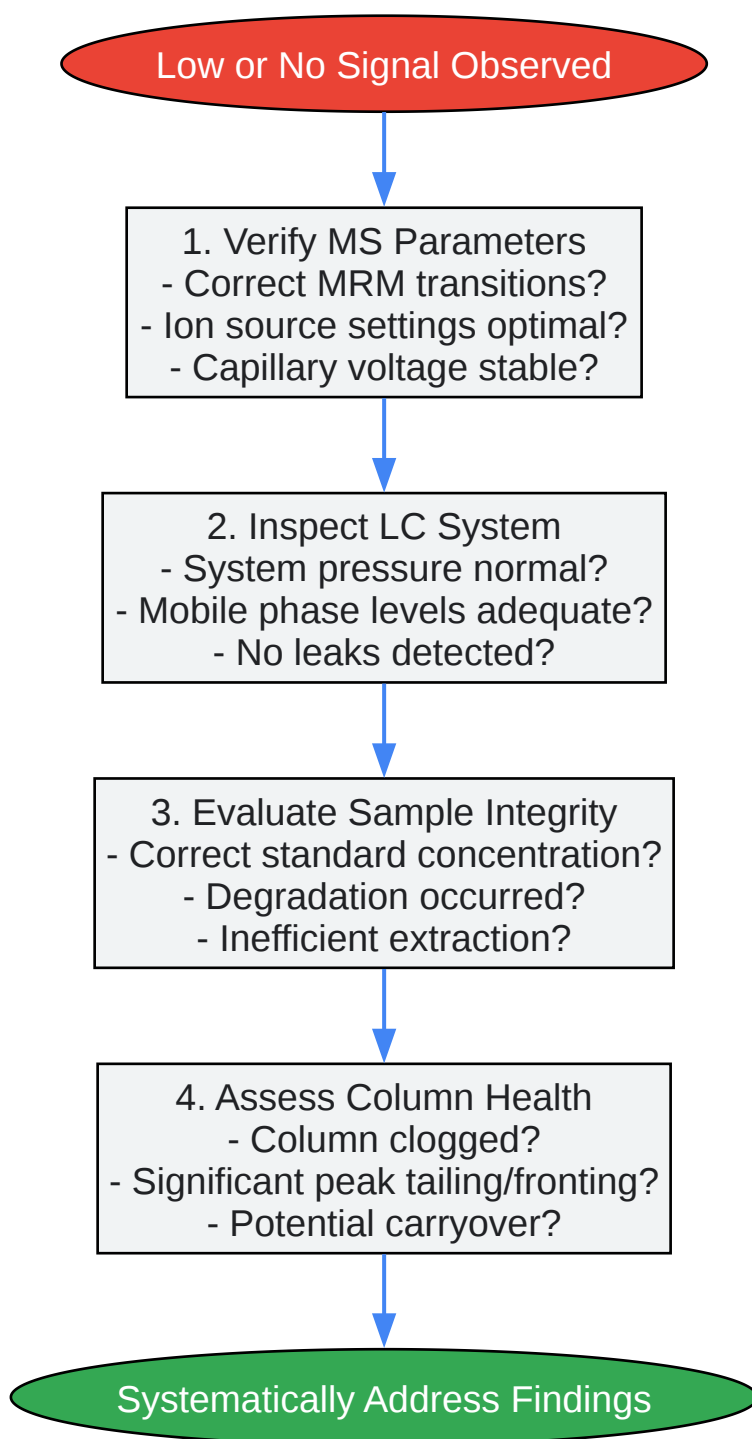 Low or No Signal Observed
1. Verify MS Parameters
- Correct MRM transitions?
- Ion source settings optimal?
- Capillary voltage stable?
2. Inspect LC System
- System pressure normal?
- Mobile phase levels adequate?
- No leaks detected?
3. Evaluate Sample Integrity
- Correct standard concentration?
- Degradation occurred?
- Inefficient extraction?
4. Assess Column Health
- Column clogged?
- Significant peak tailing/fronting?
- Potential carryover?
Systematically Address Findings